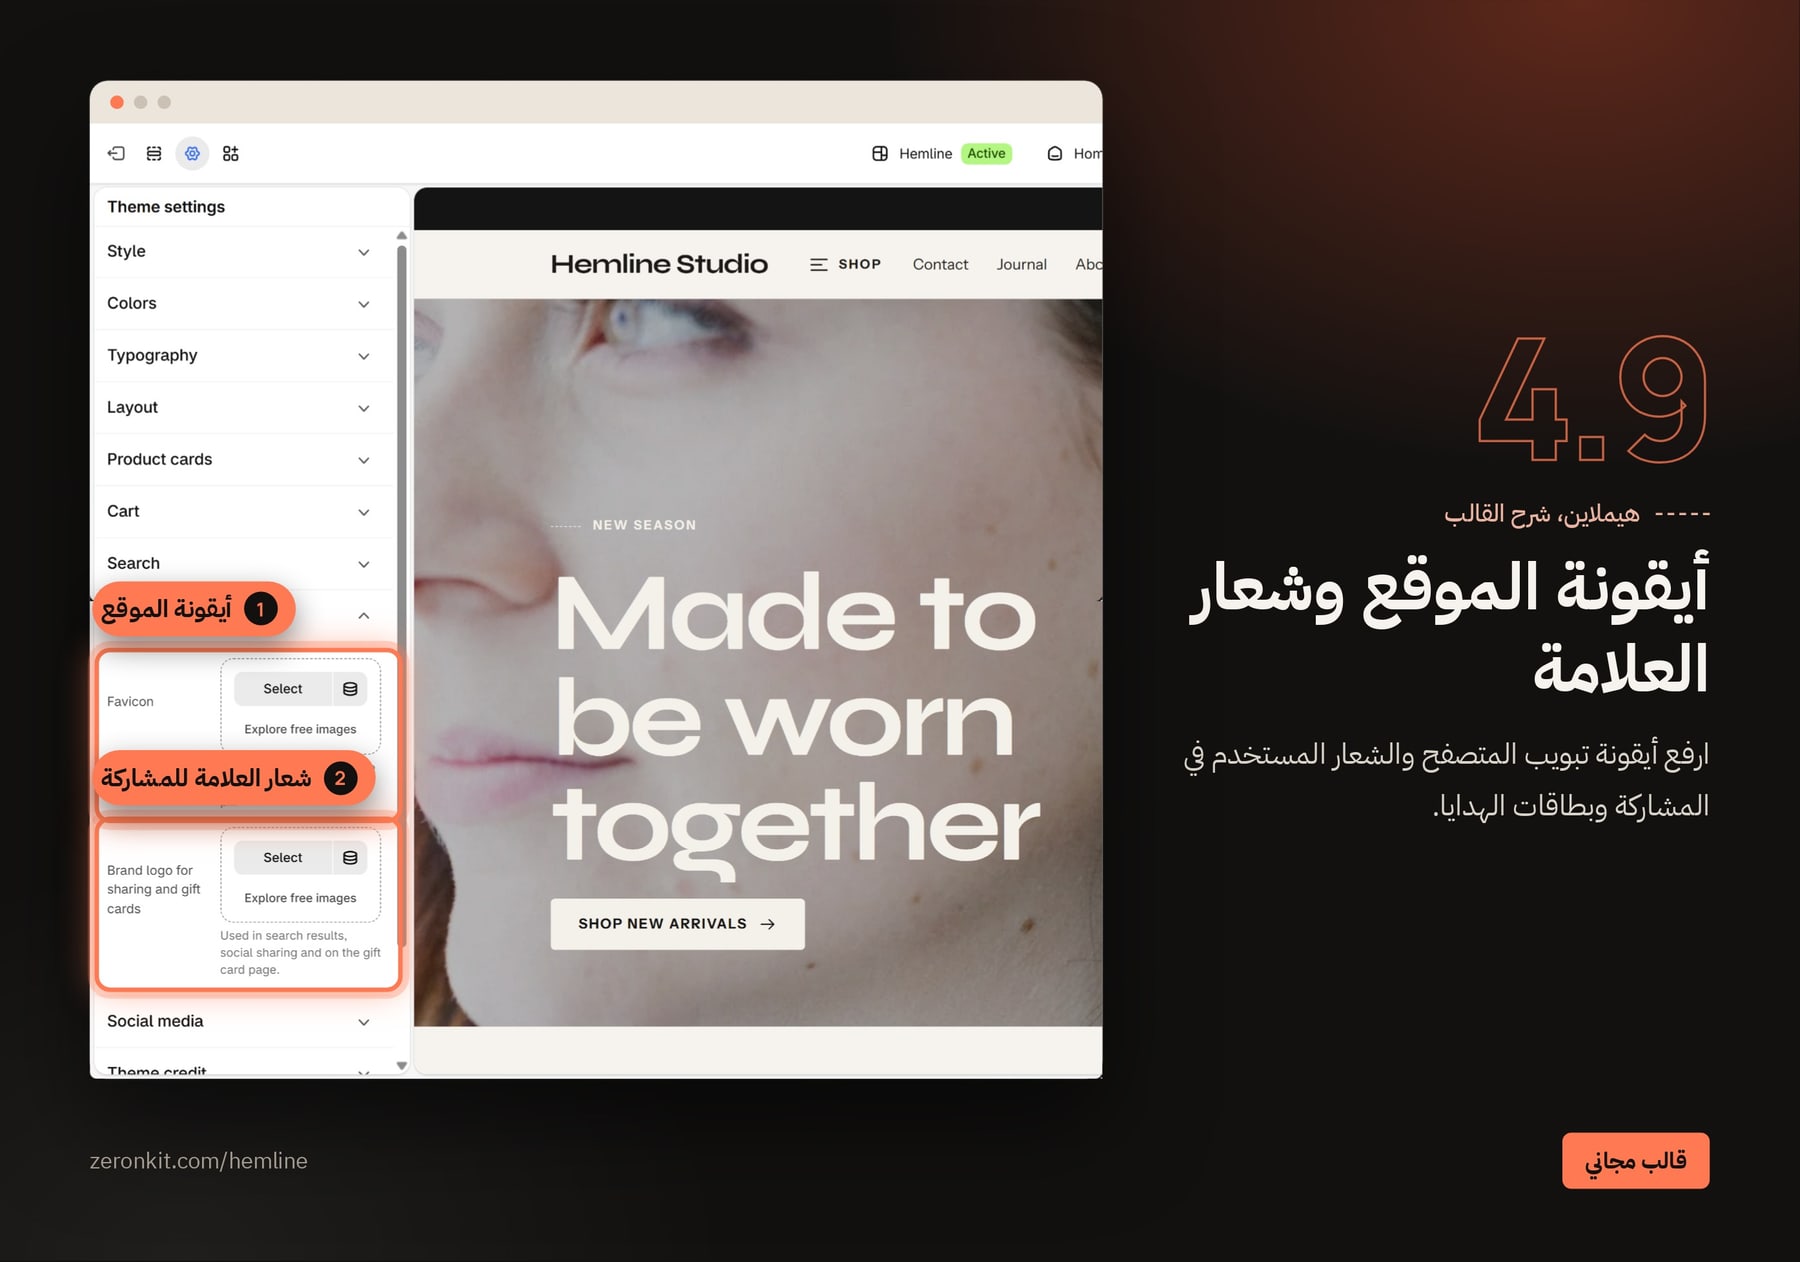 Hemline
Active
Hom
Theme settings
Style
Colors
Typography
Layout
Product cards
Cart
Search
أيقونة الموقع 1
Favicon
Select
Explore free images
شعار العلامة للمشاركة 2
Brand logo for
sharing and gift
cards
Select
Explore free images
Used in search results,
social sharing and on the gift
card page.
Social media
Theme credit
Hemline Studio
SHOP
Contact
Journal
Abo
NEW SEASON
Made to
be worn
together
SHOP NEW ARRIVALS
4.9
هيملاين، شرح القالب
أيقونة الموقع وشعار
العلامة
ارفع أيقونة تبويب المتصفح والشعار المستخدم في
المشاركة وبطاقات الهدايا.
zeronkit.com/hemline
قالب مجاني